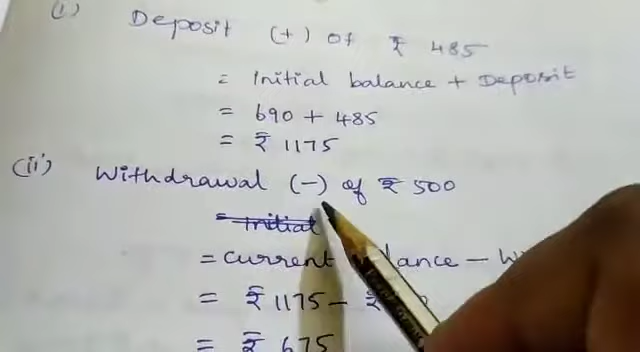 (i) Deposit (+) of ₹ 485
= Initial balance + Deposit
= 690 + 485
= ₹ 1175
(ii) Withdrawal (-) of ₹ 500
= Initial
= Current
= ₹ 1175 -
= ₹ 675